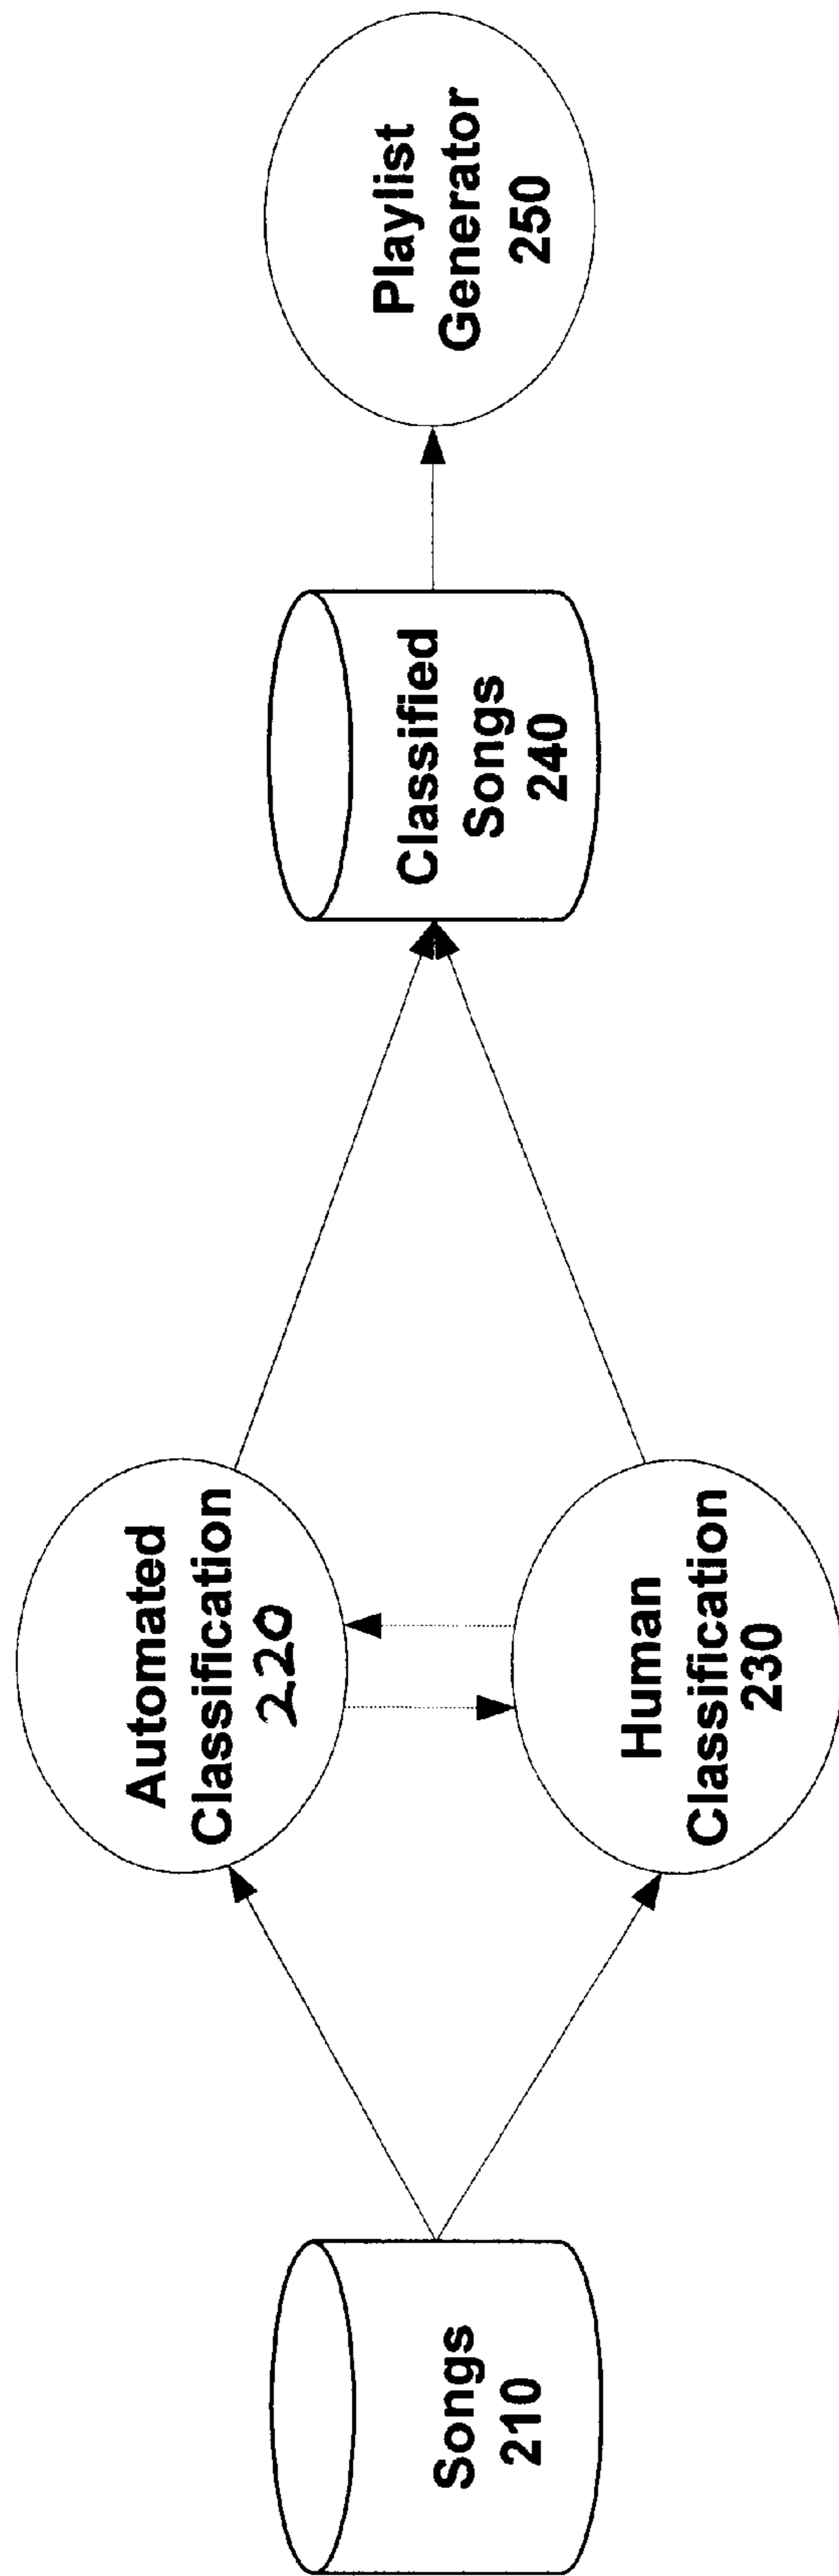 Songs
210
Automated
Classification
220
Human
Classification
230
Classified
Songs
240
Playlist
Generator
250